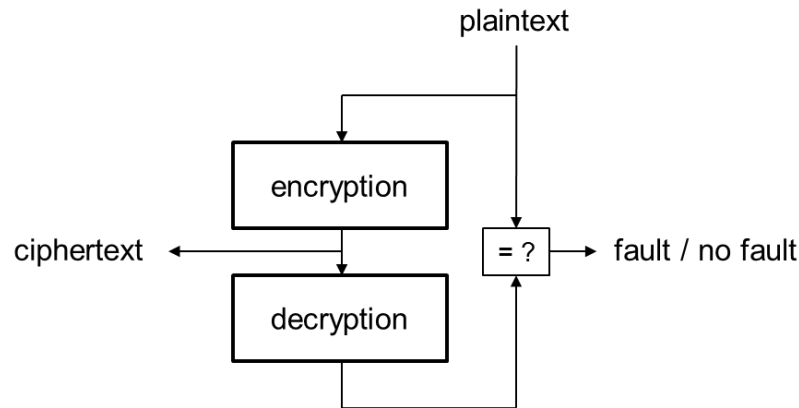 plaintext
encryption
ciphertext
= ?
fault / no fault
decryption